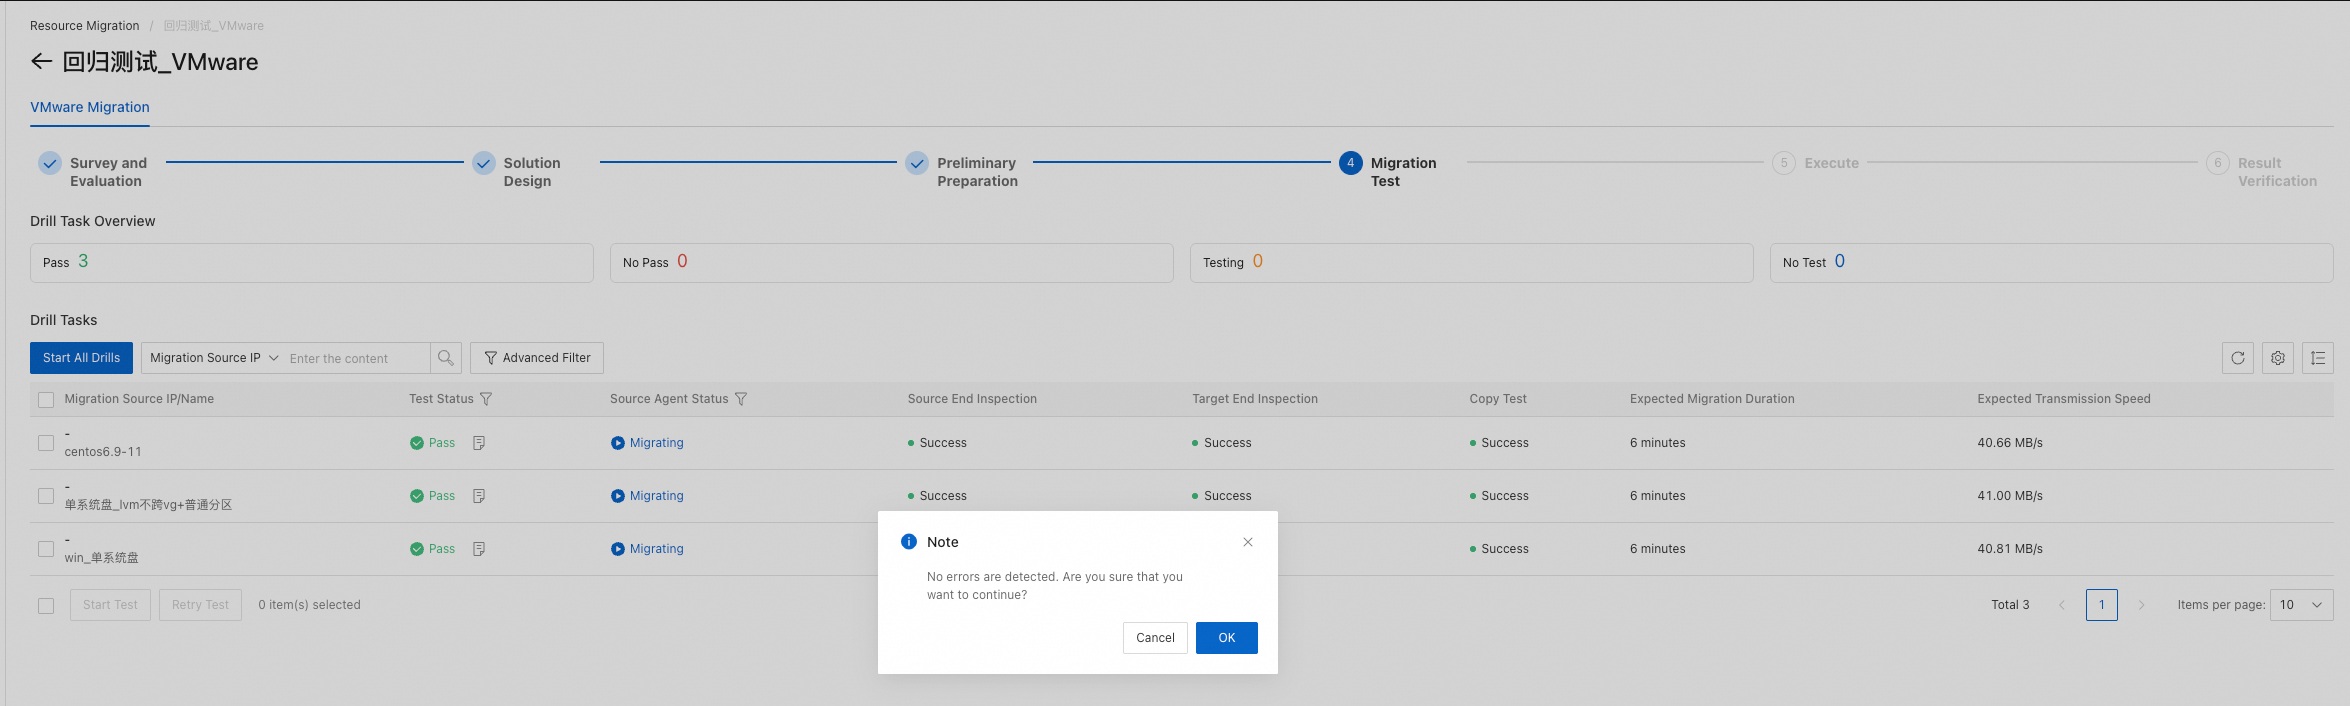 Resource Migration / 回归测试_VMware
回归测试_VMware
VMware Migration
Survey and
Evaluation
Solution
Design
Preliminary
Preparation
4 Migration
Test
5 Execute
6 Result
Verification
Drill Task Overview
Pass 3
No Pass 0
Testing 0
No Test 0
Drill Tasks
Start All Drills Migration Source IP Enter the content Advanced Filter
Migration Source IP/Name Test Status Source Agent Status Source End Inspection Target End Inspection Copy Test Expected Migration Duration Expected Transmission Speed
-
centos6.9-11
Pass Migrating Success Success Success 6 minutes 40.66 MB/s
-
单系统盘_lvm不跨vg+普通分区
Pass Migrating Success Success Success 6 minutes 41.00 MB/s
-
win_单系统盘
Pass Migrating Success 6 minutes 40.81 MB/s
Start Test Retry Test 0 item(s) selected
Total 3 1 Items per page: 10
Note
No errors are detected. Are you sure that you
want to continue?
Cancel OK